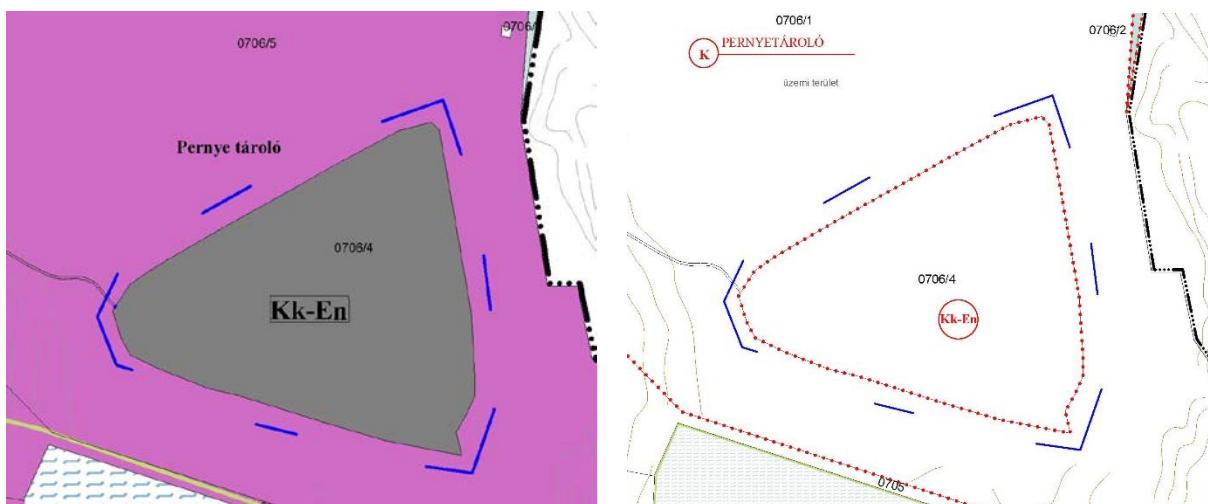 0706/
0706/5
Pernye tároló
0706/4
Kk-En
0706/1
0706/2
K
PERNYETÁROLÓ
üzemi terület
0706/4
Kk-En
0705